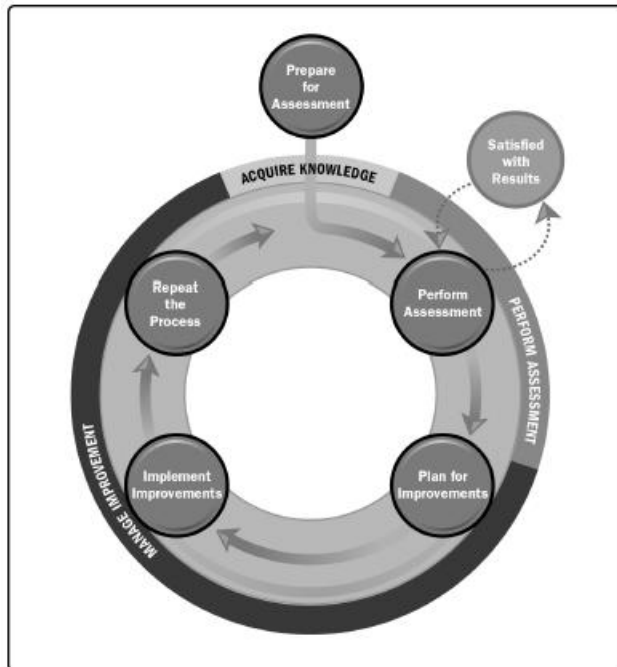 Prepare
for
Assessment
Satisfied
with
Results
ACQUIRE KNOWLEDGE
Repeat
the
Process
Perform
Assessment
PERFORM ASSESSMENT
Implement
Improvements
Plan for
Improvements
MANAGE IMPROVEMENT